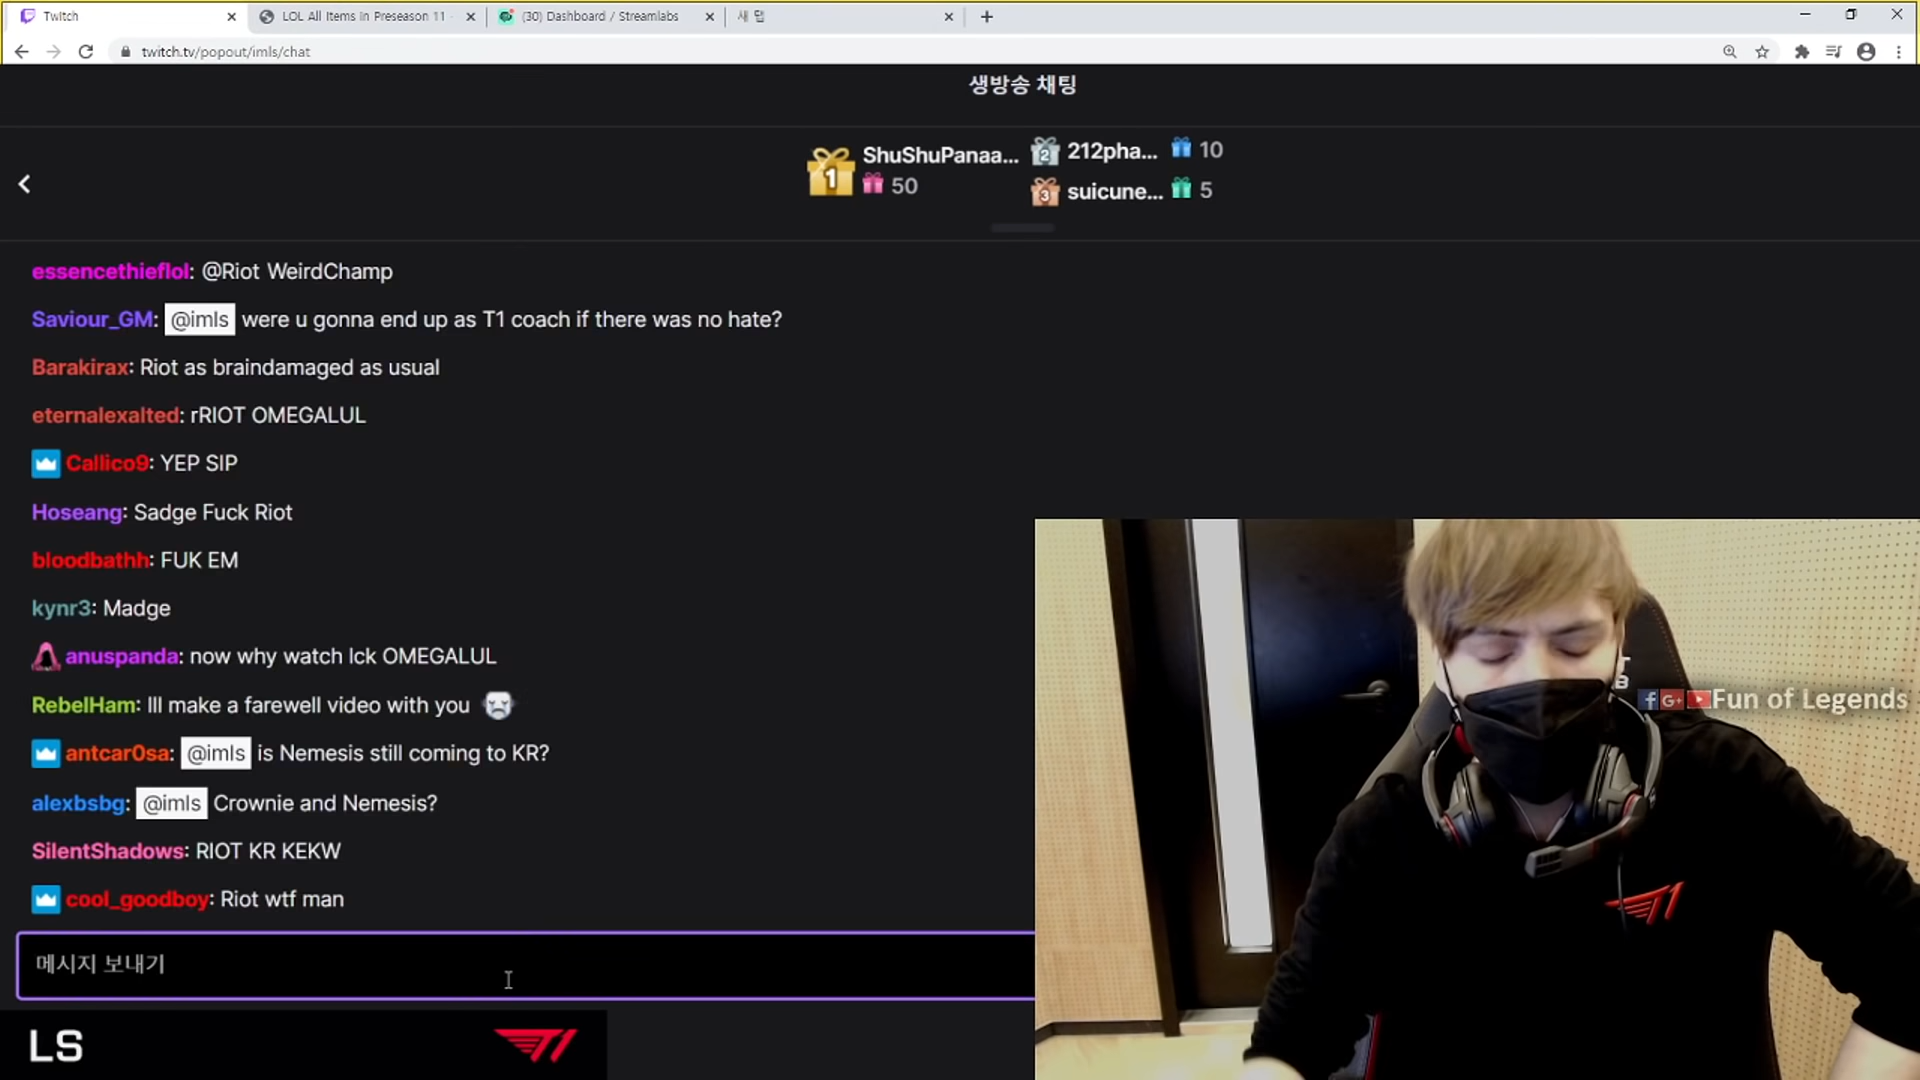 Twitch
LOL All Items in Preseason 11
(30) Dashboard / Streamlabs
새 탭
twitch.tv/popout/imls/chat
생방송 채팅
1 ShuShuPanaa... 50
2 212pha... 10
3 suicune... 5
essencethieflol: @Riot WeirdChamp
Saviour_GM: @imls were u gonna end up as T1 coach if there was no hate?
Barakirax: Riot as braindamaged as usual
eternalexalted: rRIOT OMEGALUL
Callico9: YEP SIP
Hoseang: Sadge Fuck Riot
bloodbathh: FUK EM
kynr3: Madge
anuspanda: now why watch lck OMEGALUL
RebelHam: Ill make a farewell video with you
antcar0sa: @imls is Nemesis still coming to KR?
alexbsbg: @imls Crownie and Nemesis?
SilentShadows: RIOT KR KEKW
cool_goodboy: Riot wtf man
메시지 보내기
LS T1
f G+ Fun of Legends
T1